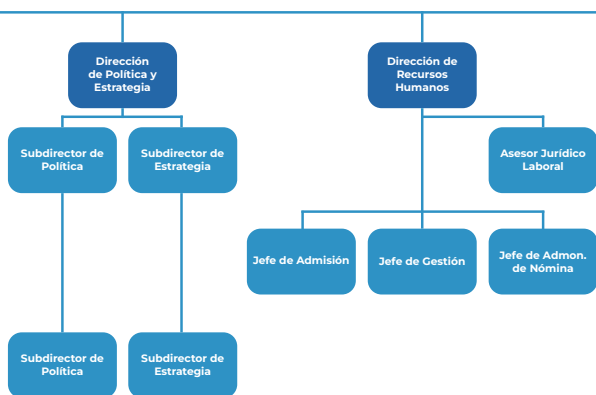 Dirección
de Política y
Estrategia
Dirección de
Recursos
Humanos
Subdirector de
Política
Subdirector de
Estrategia
Asesor Jurídico
Laboral
Jefe de Admisión
Jefe de Gestión
Jefe de Admon.
de Nómina
Subdirector de
Política
Subdirector de
Estrategia